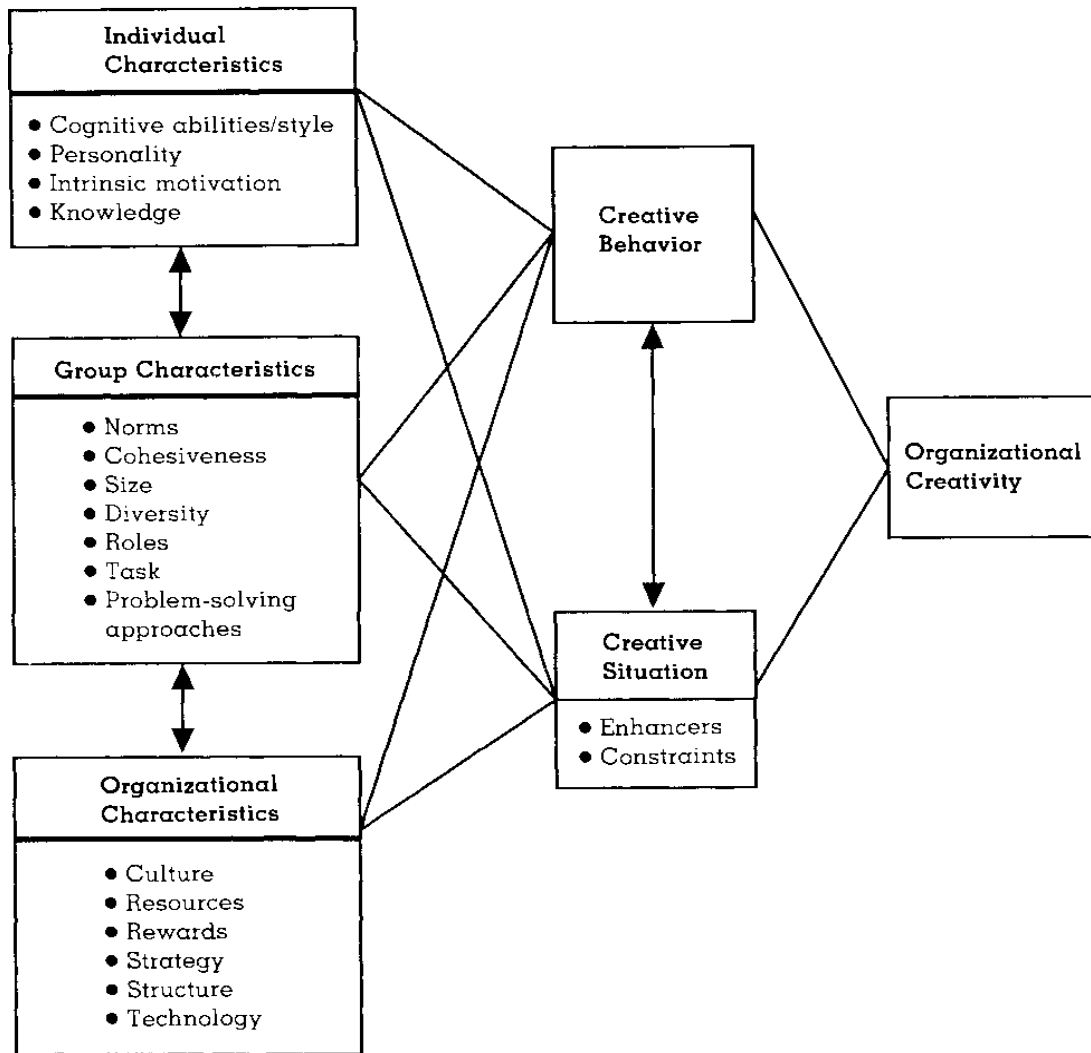 Individual
Characteristics
● Cognitive abilities/style
● Personality
● Intrinsic motivation
● Knowledge
Group Characteristics
● Norms
● Cohesiveness
● Size
● Diversity
● Roles
● Task
● Problem-solving
approaches
Organizational
Characteristics
● Culture
● Resources
● Rewards
● Strategy
● Structure
● Technology
Creative
Behavior
Creative
Situation
● Enhancers
● Constraints
Organizational
Creativity